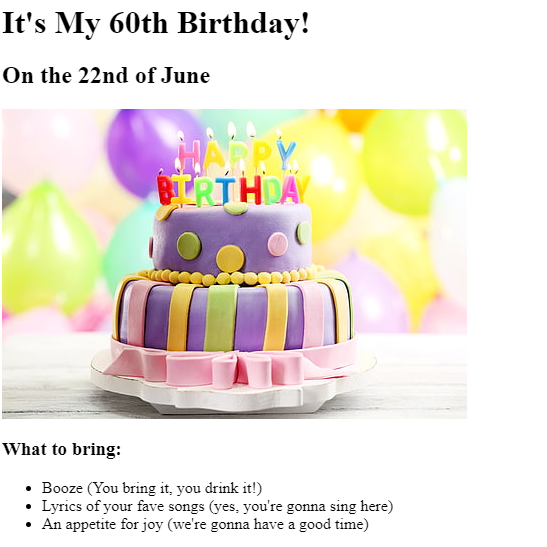 It's My 60th Birthday!
On the 22nd of June
HAPPY
BIRTHDAY
What to bring:
Booze (You bring it, you drink it!)
Lyrics of your fave songs (yes, you're gonna sing here)
An appetite for joy (we're gonna have a good time)